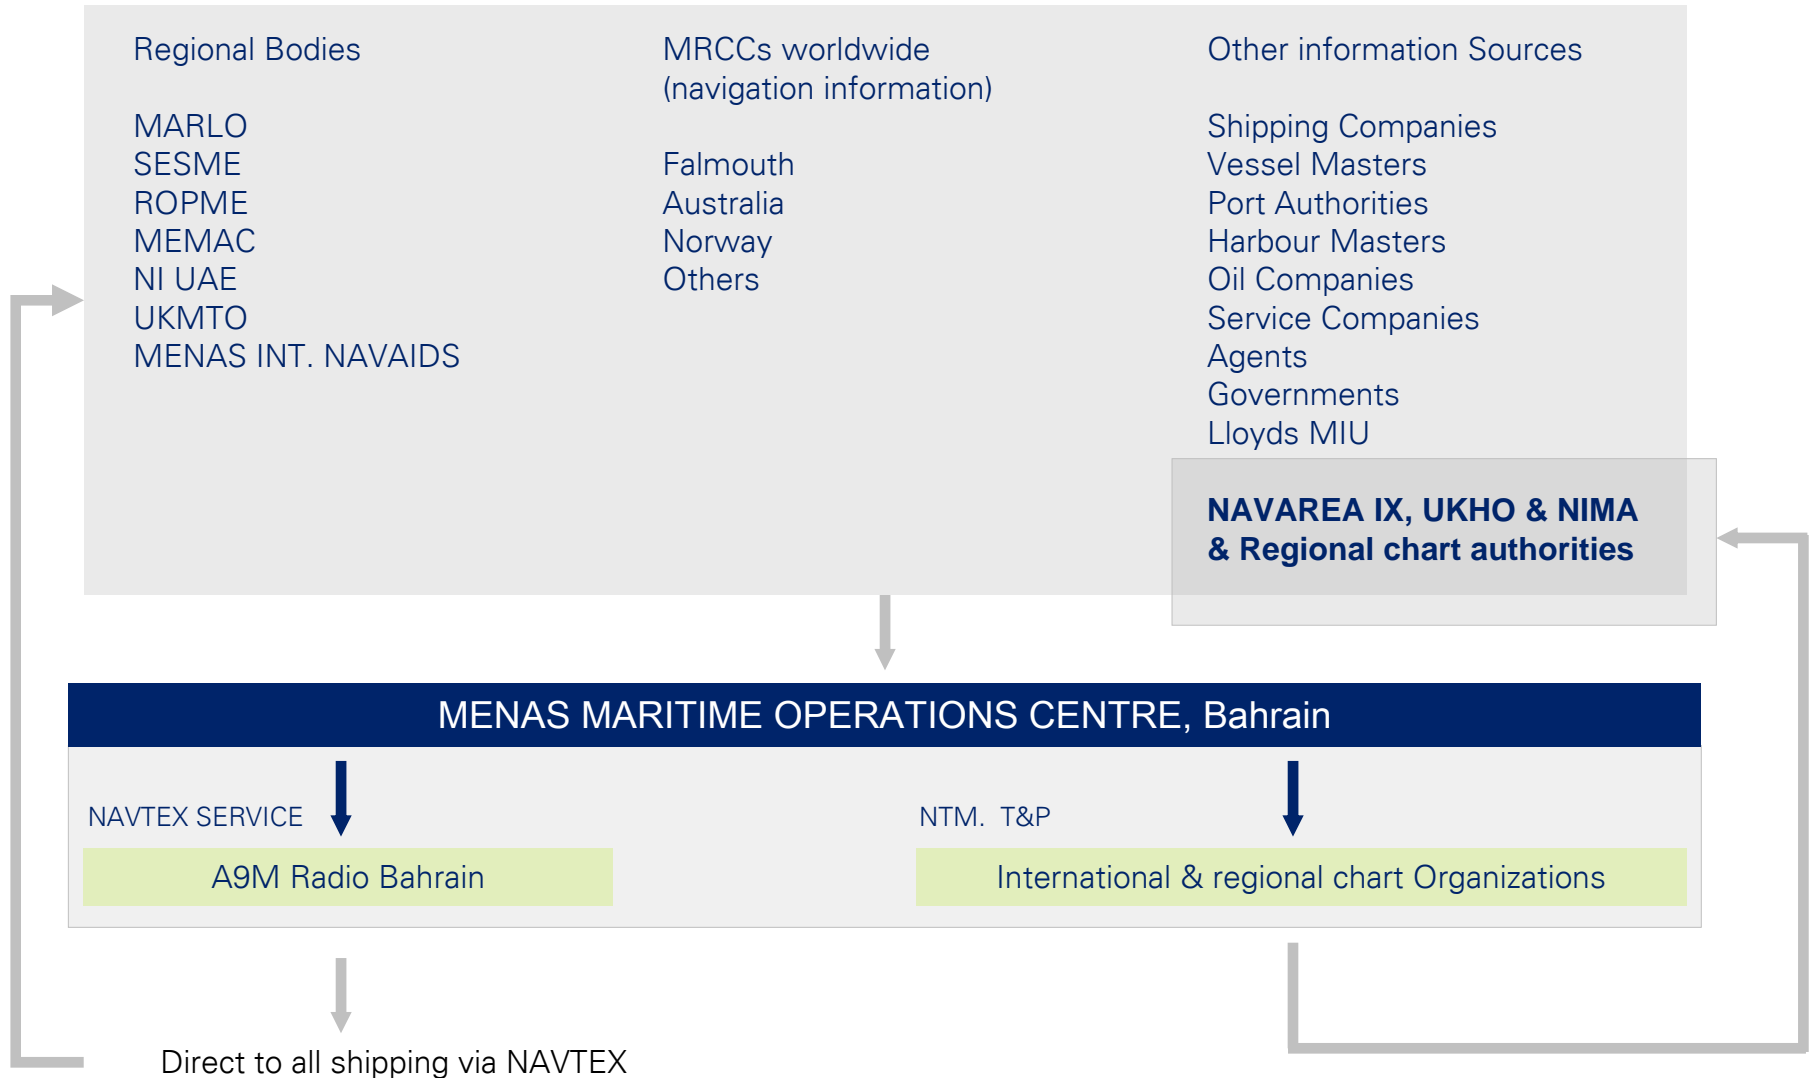 Regional Bodies
MARLO
SESME
ROPME
MEMAC
NI UAE
UKMTO
MENAS INT. NAVAIDS
MRCCs worldwide
(navigation information)
Falmouth
Australia
Norway
Others
Other information Sources
Shipping Companies
Vessel Masters
Port Authorities
Harbour Masters
Oil Companies
Service Companies
Agents
Governments
Lloyds MIU
NAVAREA IX, UKHO & NIMA
& Regional chart authorities
MENAS MARITIME OPERATIONS CENTRE, Bahrain
NAVTEX SERVICE
A9M Radio Bahrain
NTM.  T&P
International & regional chart Organizations
Direct to all shipping via NAVTEX